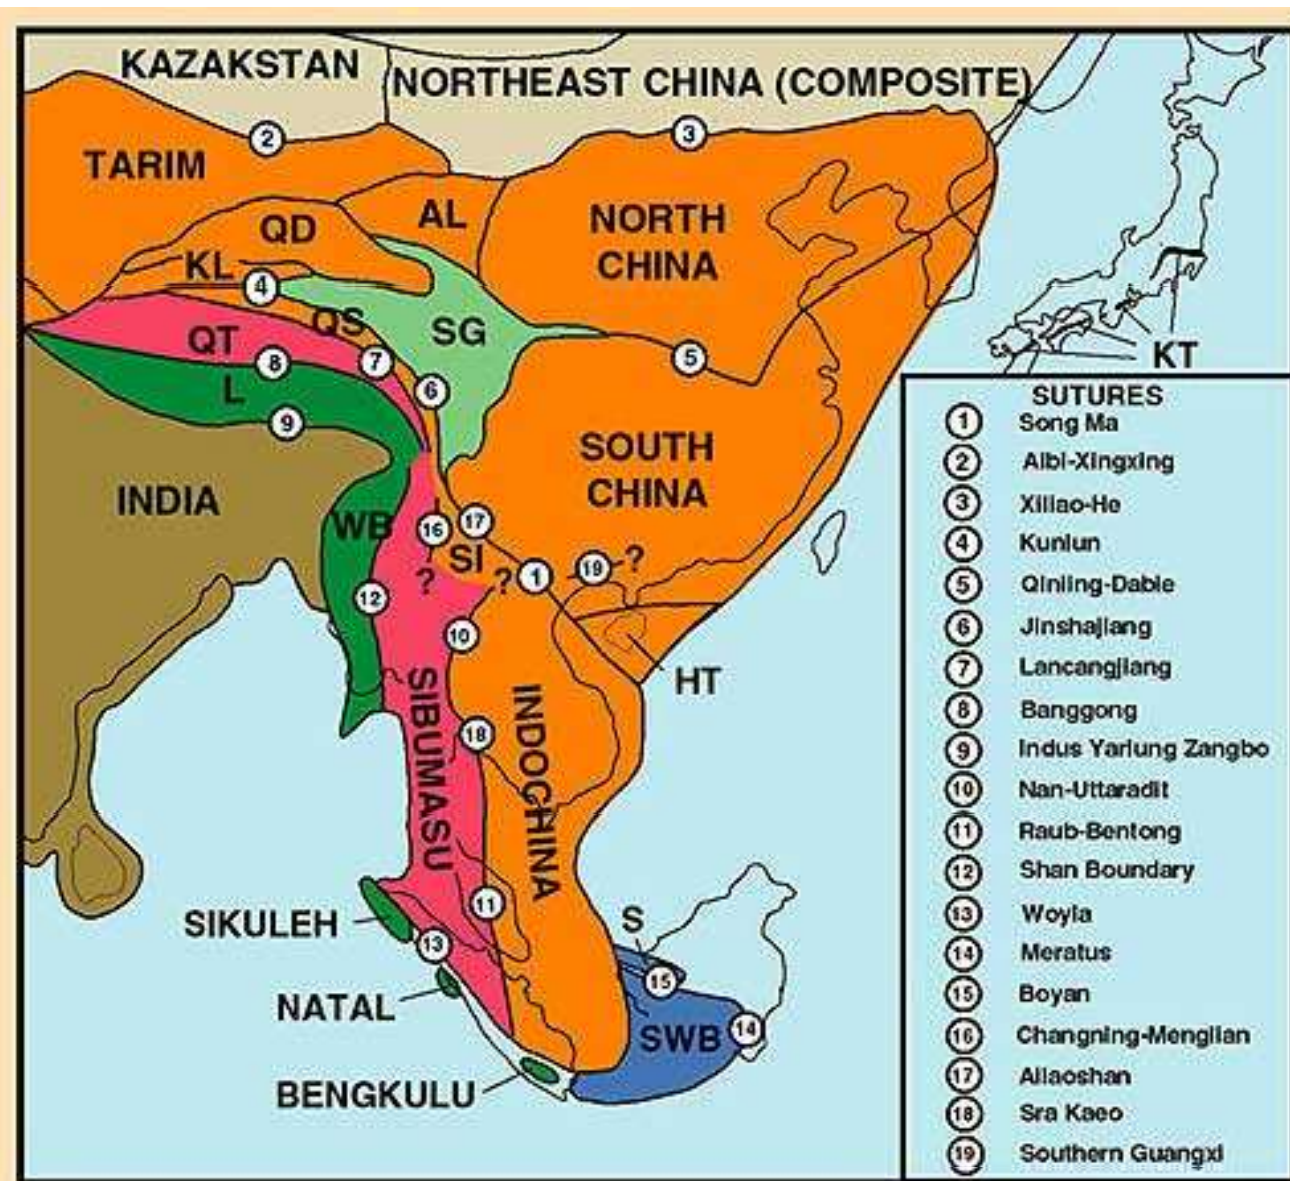 KAZAKSTAN
NORTHEAST CHINA (COMPOSITE)
2
3
TARIM
AL
QD
NORTH
CHINA
KL
4
QS
SG
QT
8
7
5
KT
L
6
9
INDIA
SOUTH
CHINA
WB
16
17
SI
?
?
1
19
?
12
10
HT
SIBUMASU
INDOCHINA
18
SIKULEH
11
13
S
15
NATAL
SWB
14
BENGKULU
SUTURES
1 Song Ma
2 Aibi-Xingxing
3 Xiliao-He
4 Kunlun
5 Qinling-Dabie
6 Jinshajiang
7 Lancangjiang
8 Banggong
9 Indus Yarlung Zangbo
10 Nan-Uttaradit
11 Raub-Bentong
12 Shan Boundary
13 Woyla
14 Meratus
15 Boyan
16 Changning-Menglian
17 Ailaoshan
18 Sra Kaeo
19 Southern Guangxi